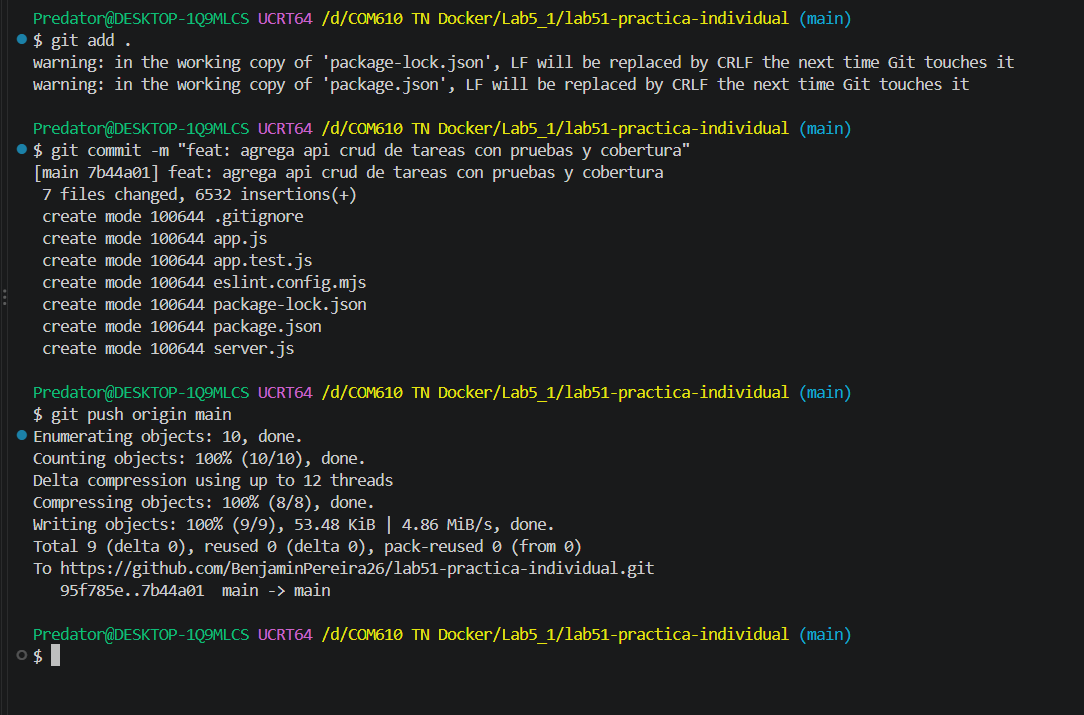 Predator@DESKTOP-1Q9MLCS UCRT64 /d/COM610 TN Docker/Lab5_1/lab51-practica-individual (main)
$ git add .
warning: in the working copy of 'package-lock.json', LF will be replaced by CRLF the next time Git touches it
warning: in the working copy of 'package.json', LF will be replaced by CRLF the next time Git touches it
Predator@DESKTOP-1Q9MLCS UCRT64 /d/COM610 TN Docker/Lab5_1/lab51-practica-individual (main)
$ git commit -m "feat: agrega api crud de tareas con pruebas y cobertura"
[main 7b44a01] feat: agrega api crud de tareas con pruebas y cobertura
 7 files changed, 6532 insertions(+)
 create mode 100644 .gitignore
 create mode 100644 app.js
 create mode 100644 app.test.js
 create mode 100644 eslint.config.mjs
 create mode 100644 package-lock.json
 create mode 100644 package.json
 create mode 100644 server.js
Predator@DESKTOP-1Q9MLCS UCRT64 /d/COM610 TN Docker/Lab5_1/lab51-practica-individual (main)
$ git push origin main
Enumerating objects: 10, done.
Counting objects: 100% (10/10), done.
Delta compression using up to 12 threads
Compressing objects: 100% (8/8), done.
Writing objects: 100% (9/9), 53.48 KiB | 4.86 MiB/s, done.
Total 9 (delta 0), reused 0 (delta 0), pack-reused 0 (from 0)
To https://github.com/BenjaminPereira26/lab51-practica-individual.git
   95f785e..7b44a01  main -> main
Predator@DESKTOP-1Q9MLCS UCRT64 /d/COM610 TN Docker/Lab5_1/lab51-practica-individual (main)
$